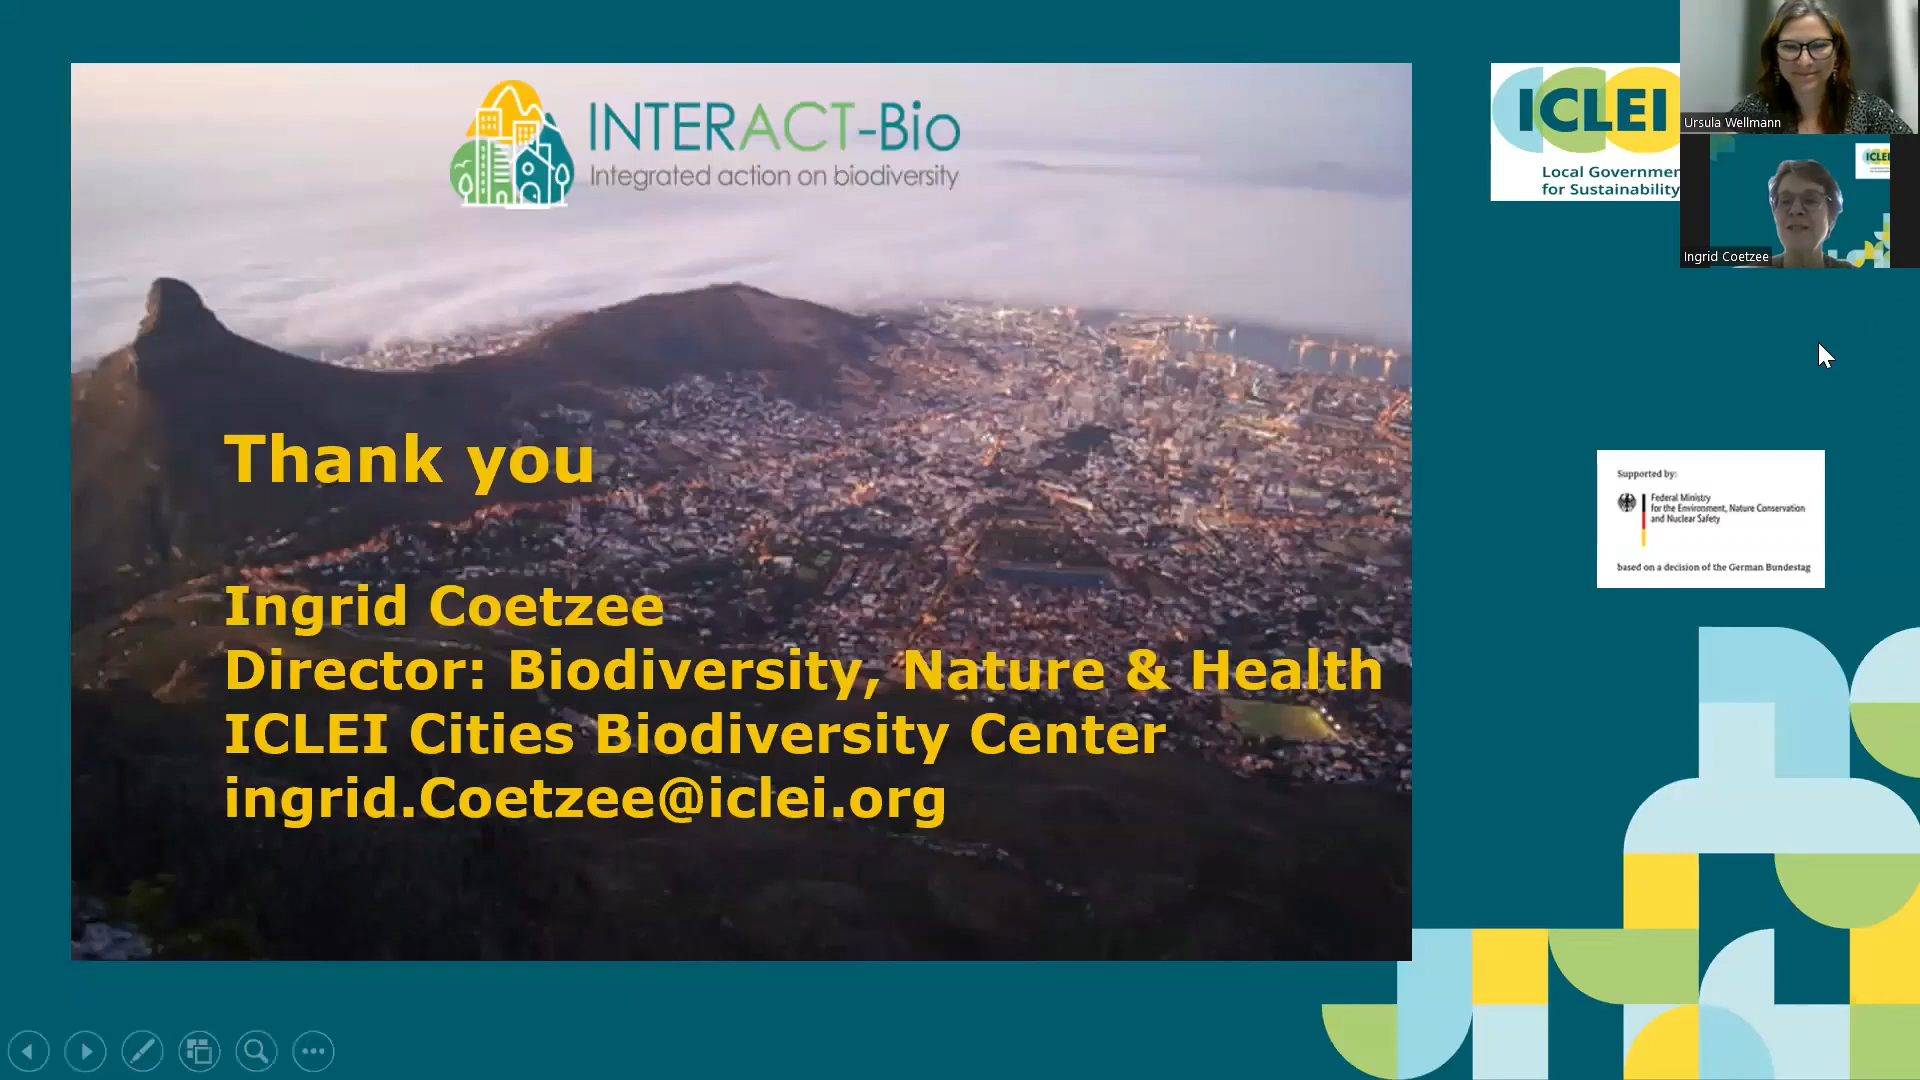 INTERACT-Bio
Integrated action on biodiversity
Thank you
Ingrid Coetzee
Director: Biodiversity, Nature & Health
ICLEI Cities Biodiversity Center
ingrid.Coetzee@iclei.org
ICLEI
Local Governmen
for Sustainability
Ursula Wellmann
ICLEI
Ingrid Coetzee
Supported by:
Federal Ministry
for the Environment, Nature Conservation
and Nuclear Safety
based on a decision of the German Bundestag